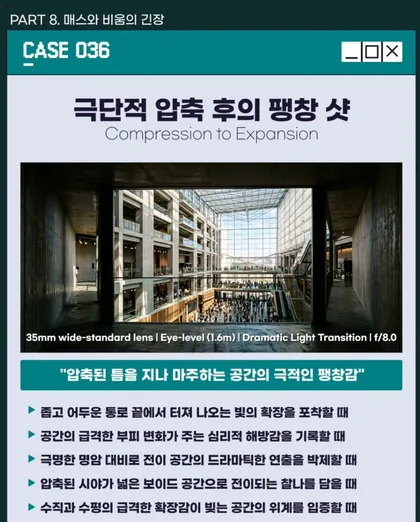 PART 8. 매스와 비움의 긴장
CASE 036
극단적 압축 후의 팽창 샷
Compression to Expansion
35mm wide-standard lens | Eye-level (1.6m) | Dramatic Light Transition | f/8.0
"압축된 틈을 지나 마주하는 공간의 극적인 팽창감"
좁고 어두운 통로 끝에서 터져 나오는 빛의 확장을 포착할 때
공간의 급격한 부피 변화가 주는 심리적 해방감을 기록할 때
극명한 명암 대비로 전이 공간의 드라마틱한 연출을 박제할 때
압축된 시야가 넓은 보이드 공간으로 전이되는 찰나를 담을 때
수직과 수평의 급격한 확장감이 빚는 공간의 위계를 입증할 때